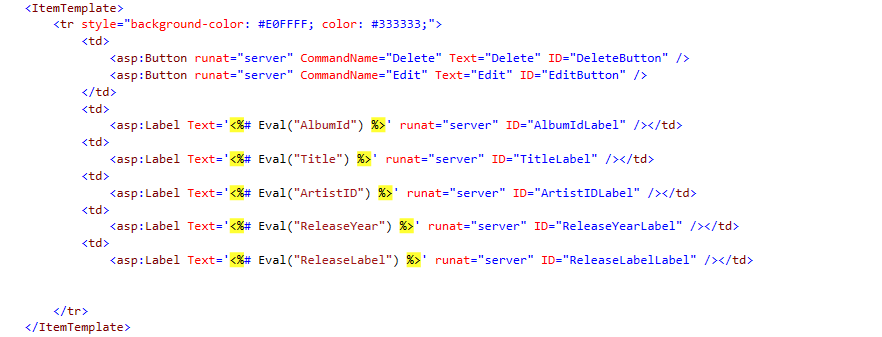 <ItemTemplate>
<tr style="background-color: #E0FFFF; color: #333333;">
<td>
<asp:Button runat="server" CommandName="Delete" Text="Delete" ID="DeleteButton" />
<asp:Button runat="server" CommandName="Edit" Text="Edit" ID="EditButton" />
</td>
<td>
<asp:Label Text='<%# Eval("AlbumId") %>' runat="server" ID="AlbumIdLabel" /></td>
<td>
<asp:Label Text='<%# Eval("Title") %>' runat="server" ID="TitleLabel" /></td>
<td>
<asp:Label Text='<%# Eval("ArtistID") %>' runat="server" ID="ArtistIDLabel" /></td>
<td>
<asp:Label Text='<%# Eval("ReleaseYear") %>' runat="server" ID="ReleaseYearLabel" /></td>
<td>
<asp:Label Text='<%# Eval("ReleaseLabel") %>' runat="server" ID="ReleaseLabelLabel" /></td>
</tr>
</ItemTemplate>